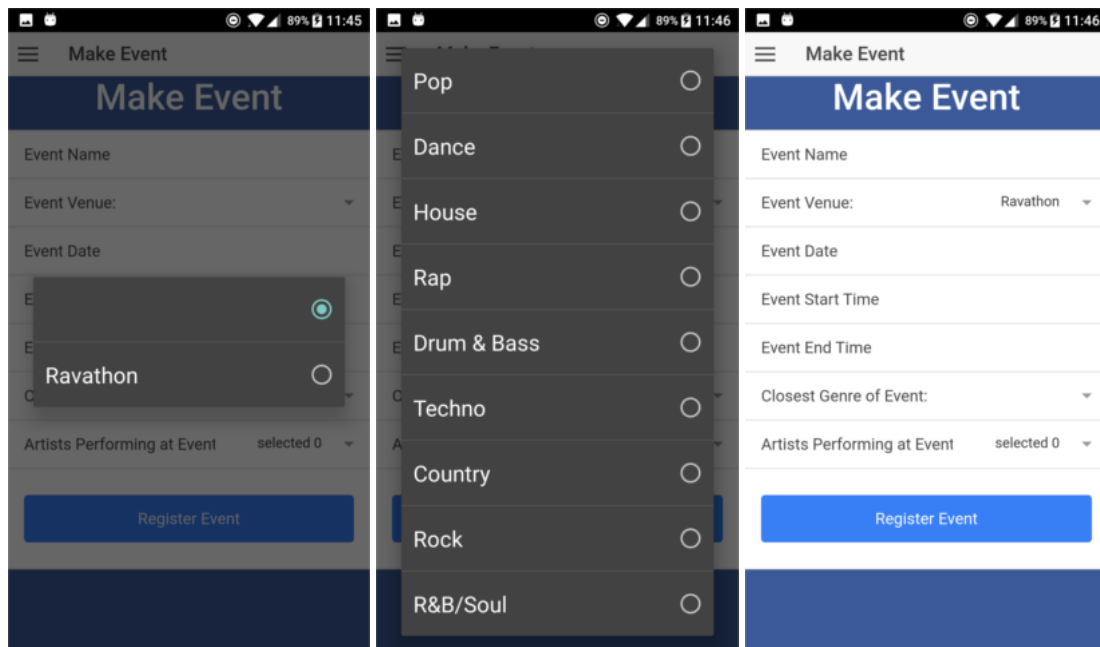 89% 11:45
Make Event
Make Event
Event Name
Event Venue:
Event Date
E
Ravathon
E
C
Artists Performing at Event selected 0
Register Event
89% 11:46
Pop
Dance
E
House
E
E
Rap
E
Drum & Bass
E
Techno
C
A
Country
Rock
R&B/Soul
89% 11:46
Make Event
Make Event
Event Name
Event Venue: Ravathon
Event Date
Event Start Time
Event End Time
Closest Genre of Event:
Artists Performing at Event selected 0
Register Event